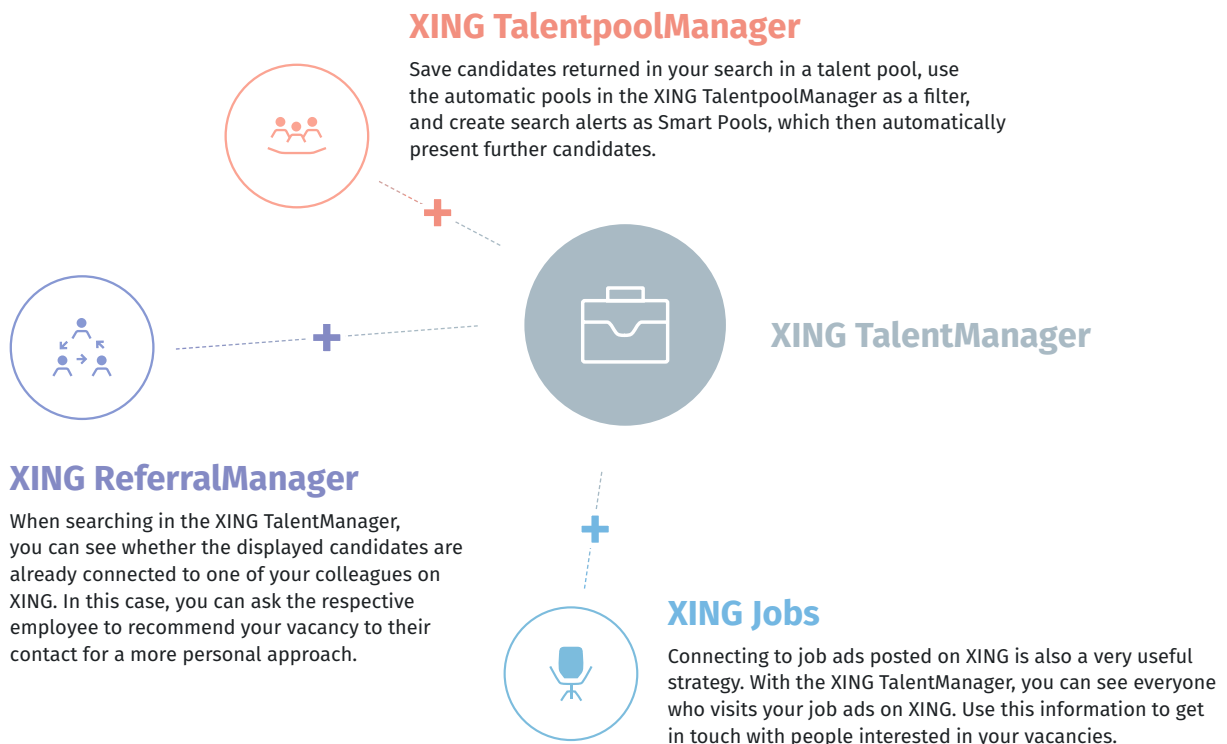 XING TalentpoolManager
Save candidates returned in your search in a talent pool, use
the automatic pools in the XING TalentpoolManager as a filter,
and create search alerts as Smart Pools, which then automatically
present further candidates.
XING TalentManager
XING ReferralManager
When searching in the XING TalentManager,
you can see whether the displayed candidates are
already connected to one of your colleagues on
XING. In this case, you can ask the respective
employee to recommend your vacancy to their
contact for a more personal approach.
XING Jobs
Connecting to job ads posted on XING is also a very useful
strategy. With the XING TalentManager, you can see everyone
who visits your job ads on XING. Use this information to get
in touch with people interested in your vacancies.